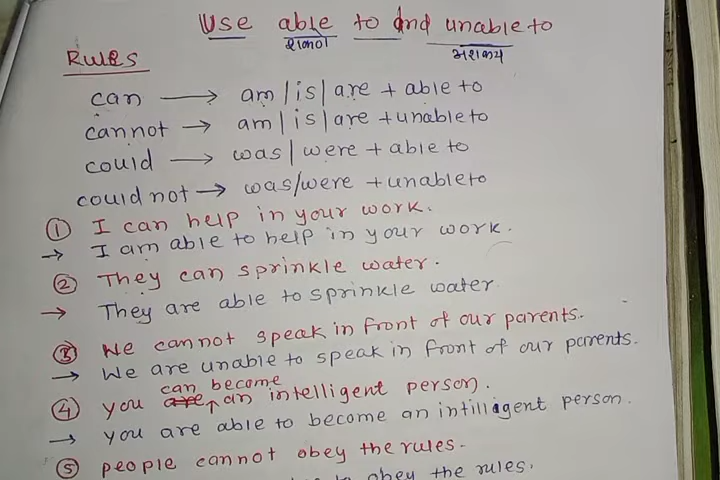 Use able to and unable to
शकणे अशक्य
Rules
can → am / is / are + able to
cannot → am / is / are + unable to
could → was / were + able to
could not → was/were + unable to
① I can help in your work.
→ I am able to help in your work.
② They can sprinkle water.
→ They are able to sprinkle water
③ We cannot speak in front of our parents.
→ We are unable to speak in front of our parents.
can become
④ you are ↑ an intelligent person.
→ you are able to become an intilligent person.
⑤ people cannot obey the rules.
to obey the rules.